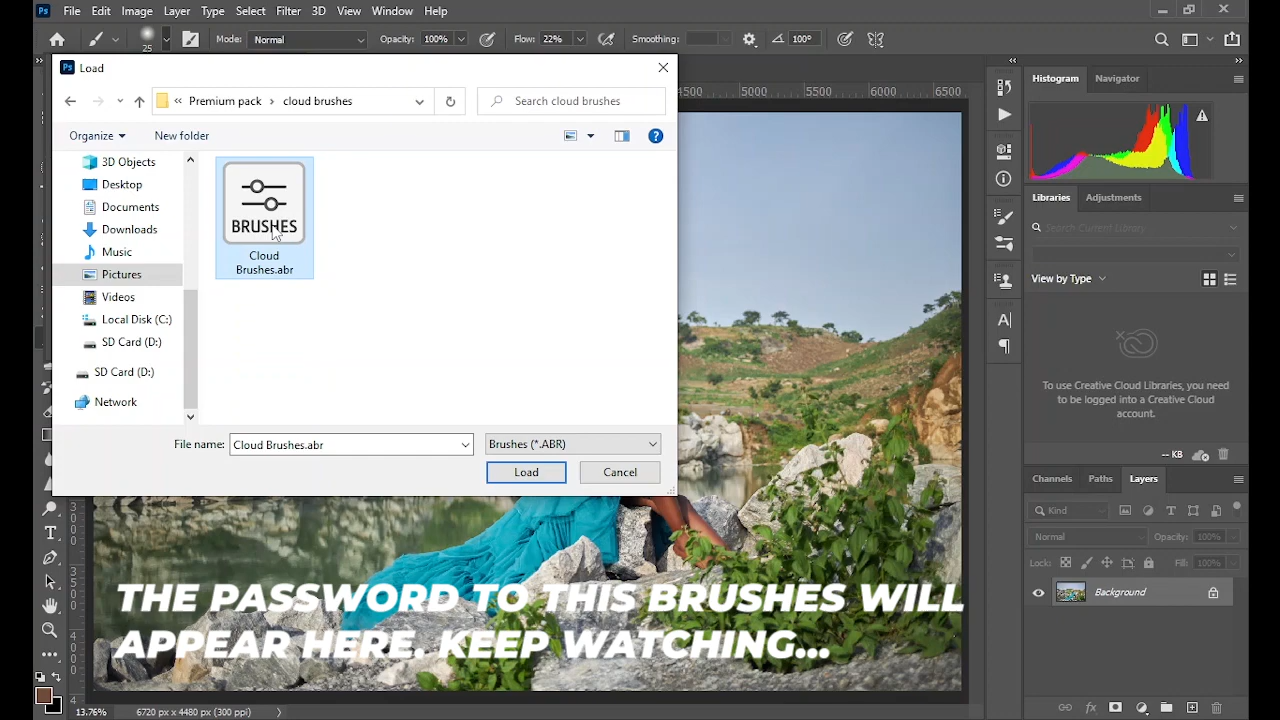 Ps File Edit Image Layer Type Select Filter 3D View Window Help
25 Mode: Normal Opacity: 100% Flow: 22% Smoothing: 100°
Ps Load
« Premium pack › cloud brushes Search cloud brushes
Organize New folder
3D Objects
Desktop
Documents
Downloads
Music
Pictures
Videos
Local Disk (C:)
SD Card (D:)
SD Card (D:)
Network
BRUSHES
Cloud
Brushes.abr
File name: Cloud Brushes.abr Brushes (*.ABR)
Load Cancel
4500 5000 5500 6000 6500
Histogram Navigator
Libraries Adjustments
Search Current Library
View by Type
To use Creative Cloud Libraries, you need
to be logged into a Creative Cloud
account.
-- KB
Channels Paths Layers
Kind
Normal Opacity: 100%
Lock: Fill: 100%
Background
THE PASSWORD TO THIS BRUSHES WILL
APPEAR HERE. KEEP WATCHING...
13.76% 6720 px x 4480 px (300 ppi)